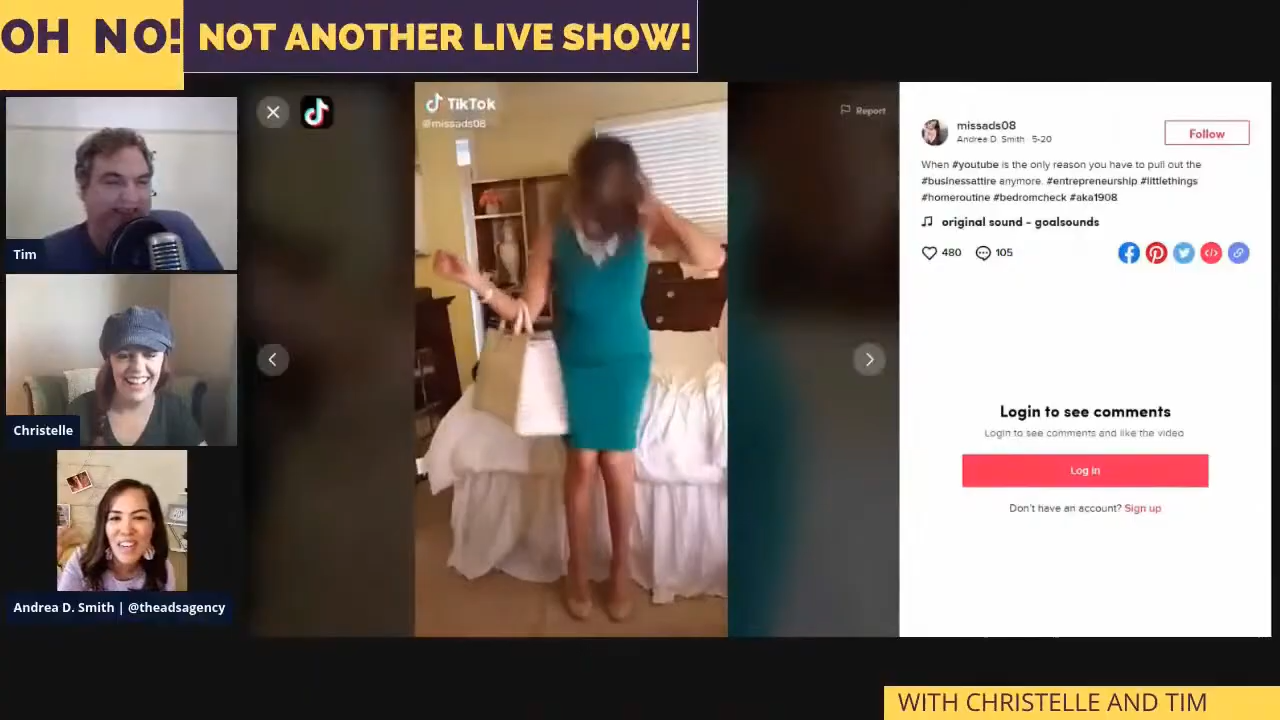 OH NO!
NOT ANOTHER LIVE SHOW!
Tim
Christelle
Andrea D. Smith | @theadsagency
TikTok
@missads08
Report
missads08
Andrea D. Smith 5-20
Follow
When #youtube is the only reason you have to pull out the
#businessattire anymore. #entrepreneurship #littlethings
#homeroutine #bedromcheck #aka1908
original sound - goalsounds
480
105
Login to see comments
Login to see comments and like the video
Log in
Don't have an account? Sign up
WITH CHRISTELLE AND TIM